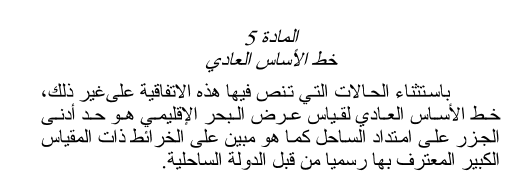 المادة 5
خط الأساس العادي
باستثناء الحالات التي تنص فيها هذه الاتفاقية على‌غير ذلك،
خط الأساس العادي لقياس عرض البحر الإقليمي هو حد أدنى
الجزر على امتداد الساحل كما هو مبين على الخرائط ذات المقياس
الكبير المعترف بها رسميا من قبل الدولة الساحلية.